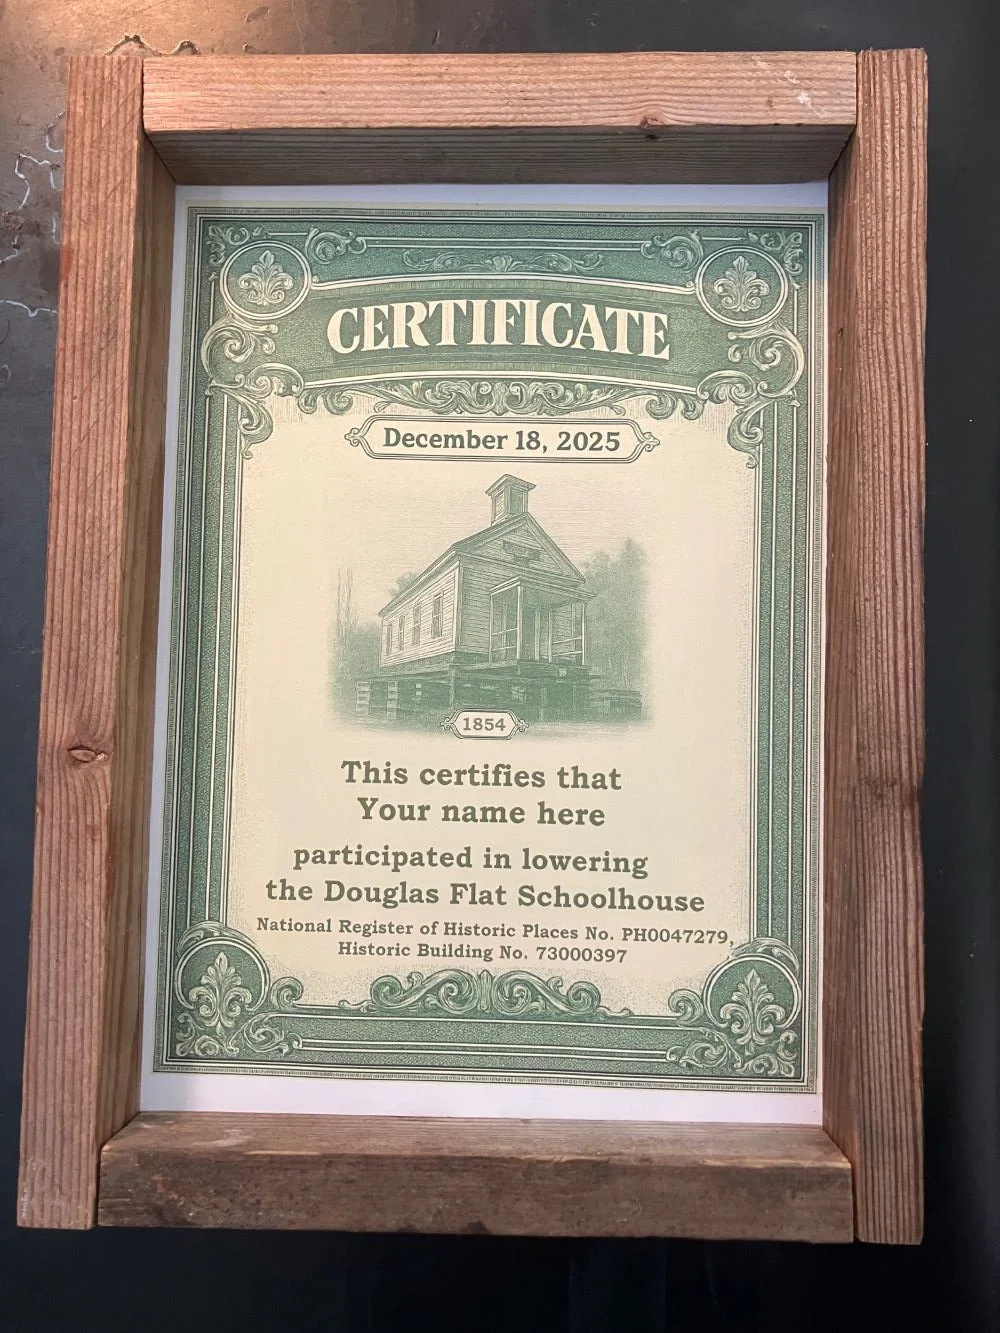 CERTIFICATE
December 18, 2025
1854
This certifies that
Your name here
participated in lowering
the Douglas Flat Schoolhouse
National Register of Historic Places No. PH0047279,
Historic Building No. 73000397